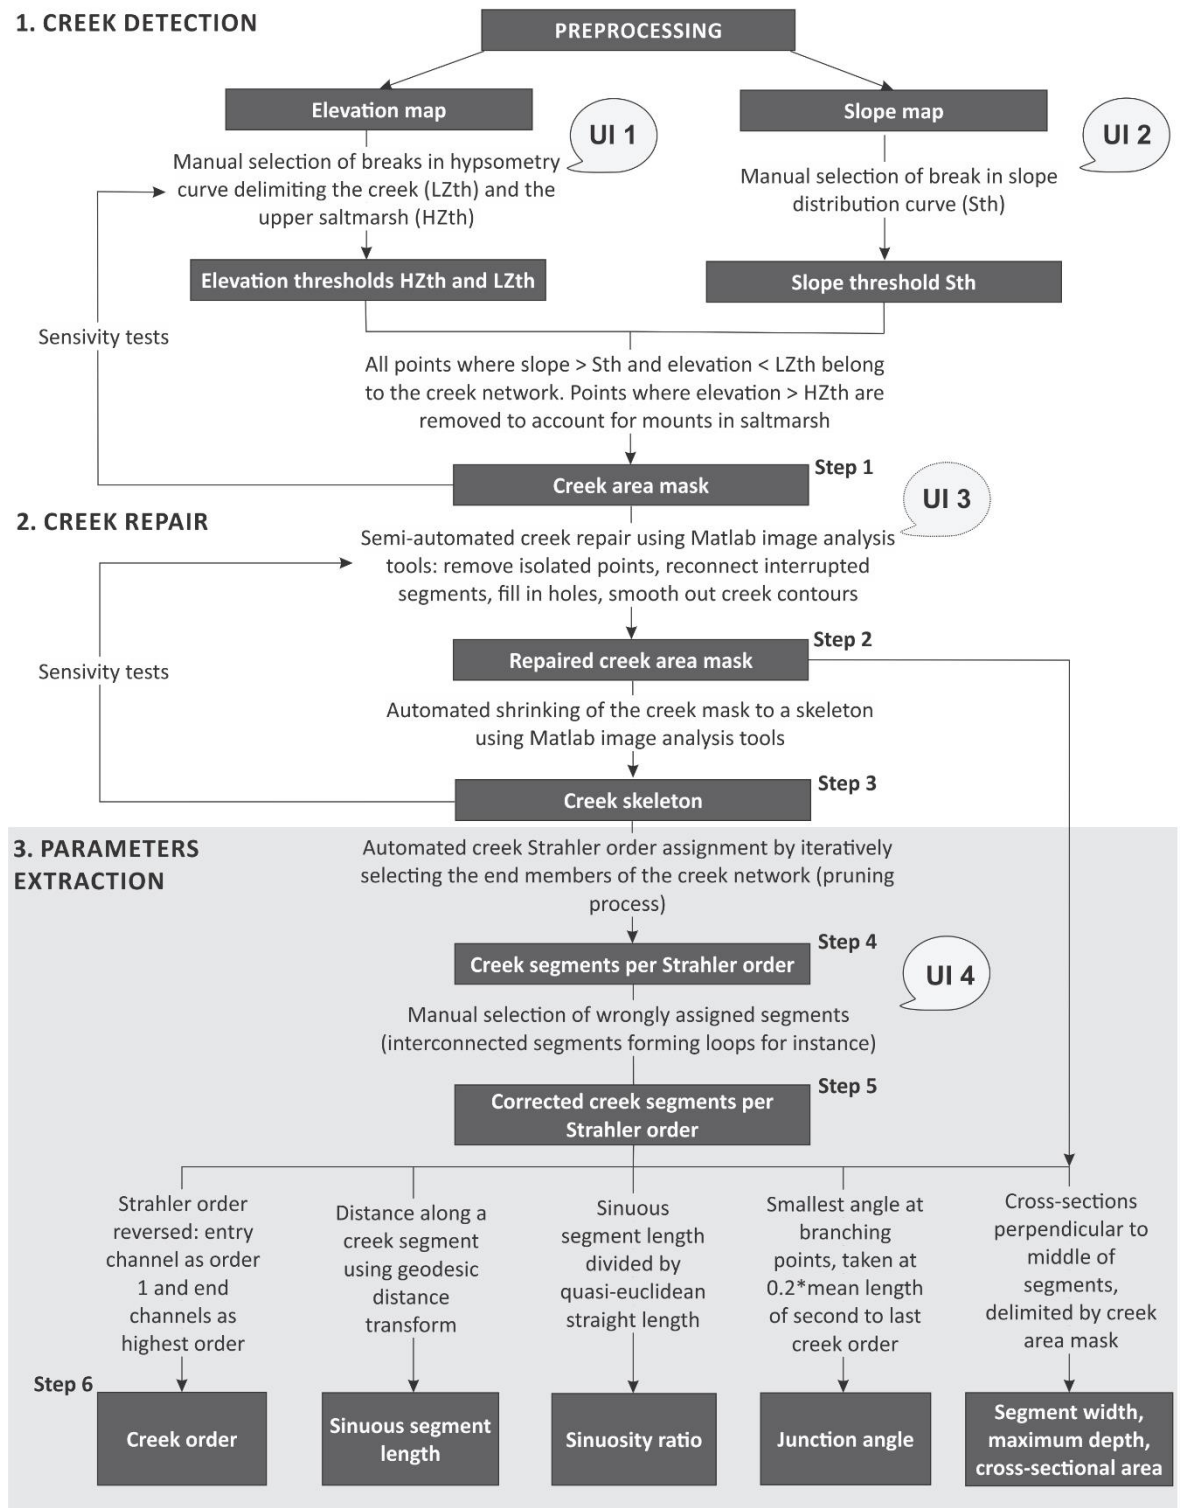 1. CREEK DETECTION
PREPROCESSING
Elevation map
UI 1
Slope map
UI 2
Manual selection of breaks in hypsometry
curve delimiting the creek (LZth) and the
upper saltmarsh (HZth)
Manual selection of break in slope
distribution curve (Sth)
Elevation thresholds HZth and LZth
Slope threshold Sth
Sensivity tests
All points where slope > Sth and elevation < LZth belong
to the creek network. Points where elevation > HZth are
removed to account for mounts in saltmarsh
Step 1
Creek area mask
UI 3
2. CREEK REPAIR
Semi-automated creek repair using Matlab image analysis
tools: remove isolated points, reconnect interrupted
segments, fill in holes, smooth out creek contours
Step 2
Repaired creek area mask
Sensivity tests
Automated shrinking of the creek mask to a skeleton
using Matlab image analysis tools
Step 3
Creek skeleton
3. PARAMETERS
EXTRACTION
Automated creek Strahler order assignment by iteratively
selecting the end members of the creek network (pruning
process)
Step 4
Creek segments per Strahler order
UI 4
Manual selection of wrongly assigned segments
(interconnected segments forming loops for instance)
Step 5
Corrected creek segments per
Strahler order
Strahler order
reversed: entry
channel as order
1 and end
channels as
highest order
Distance along a
creek segment
using geodesic
distance
transform
Sinuous
segment length
divided by
quasi-euclidean
straight length
Smallest angle at
branching
points, taken at
0.2*mean length
of second to last
creek order
Cross-sections
perpendicular to
middle of
segments,
delimited by creek
area mask
Step 6
Creek order
Sinuous segment
length
Sinuosity ratio
Junction angle
Segment width,
maximum depth,
cross-sectional area